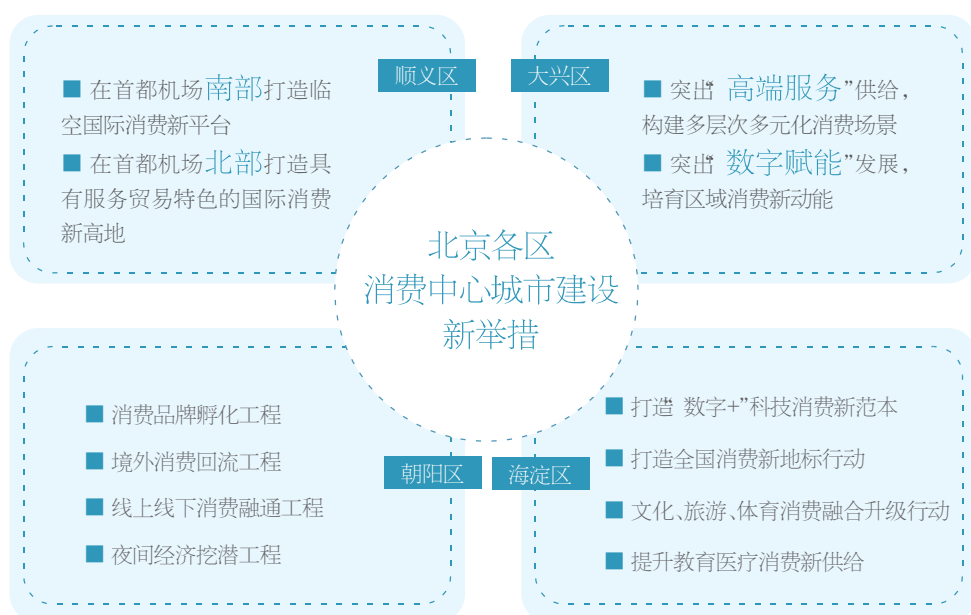 顺义区
■ 在首都机场南部打造临
空国际消费新平台
■ 在首都机场北部打造具
有服务贸易特色的国际消费
新高地
大兴区
■ 突出“高端服务”供给，
构建多层次多元化消费场景
■ 突出“数字赋能”发展，
培育区域消费新动能
北京各区
消费中心城市建设
新举措
朝阳区
■ 消费品牌孵化工程
■ 境外消费回流工程
■ 线上线下消费融通工程
■ 夜间经济挖潜工程
海淀区
■ 打造“数字+”科技消费新范本
■ 打造全国消费新地标行动
■ 文化、旅游、体育消费融合升级行动
■ 提升教育医疗消费新供给